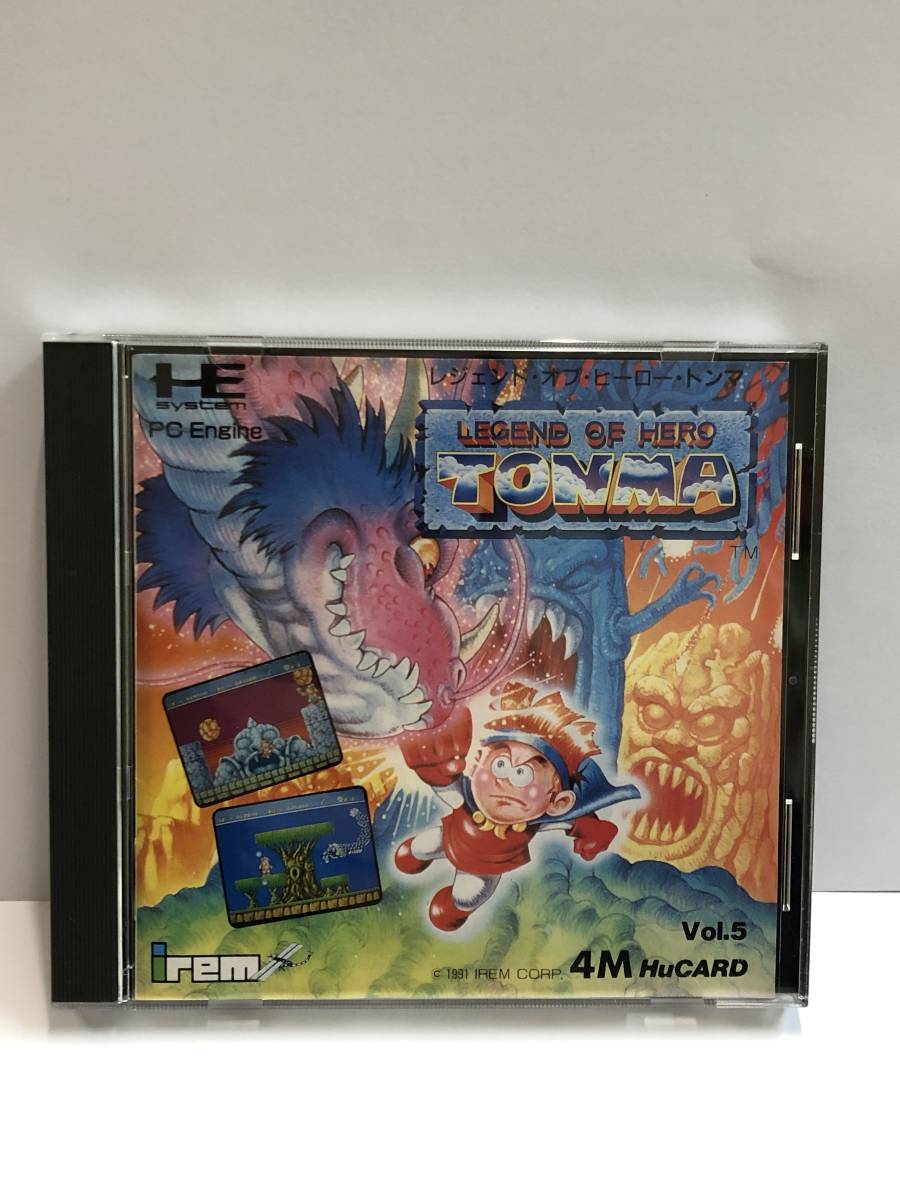 HE
system
PC Engine
レジェンド・オブ・ヒーロー・トンマ
LEGEND OF HERO
TONMA
TM
Vol.5
irem
© 1991 IREM CORP.
4M HuCARD